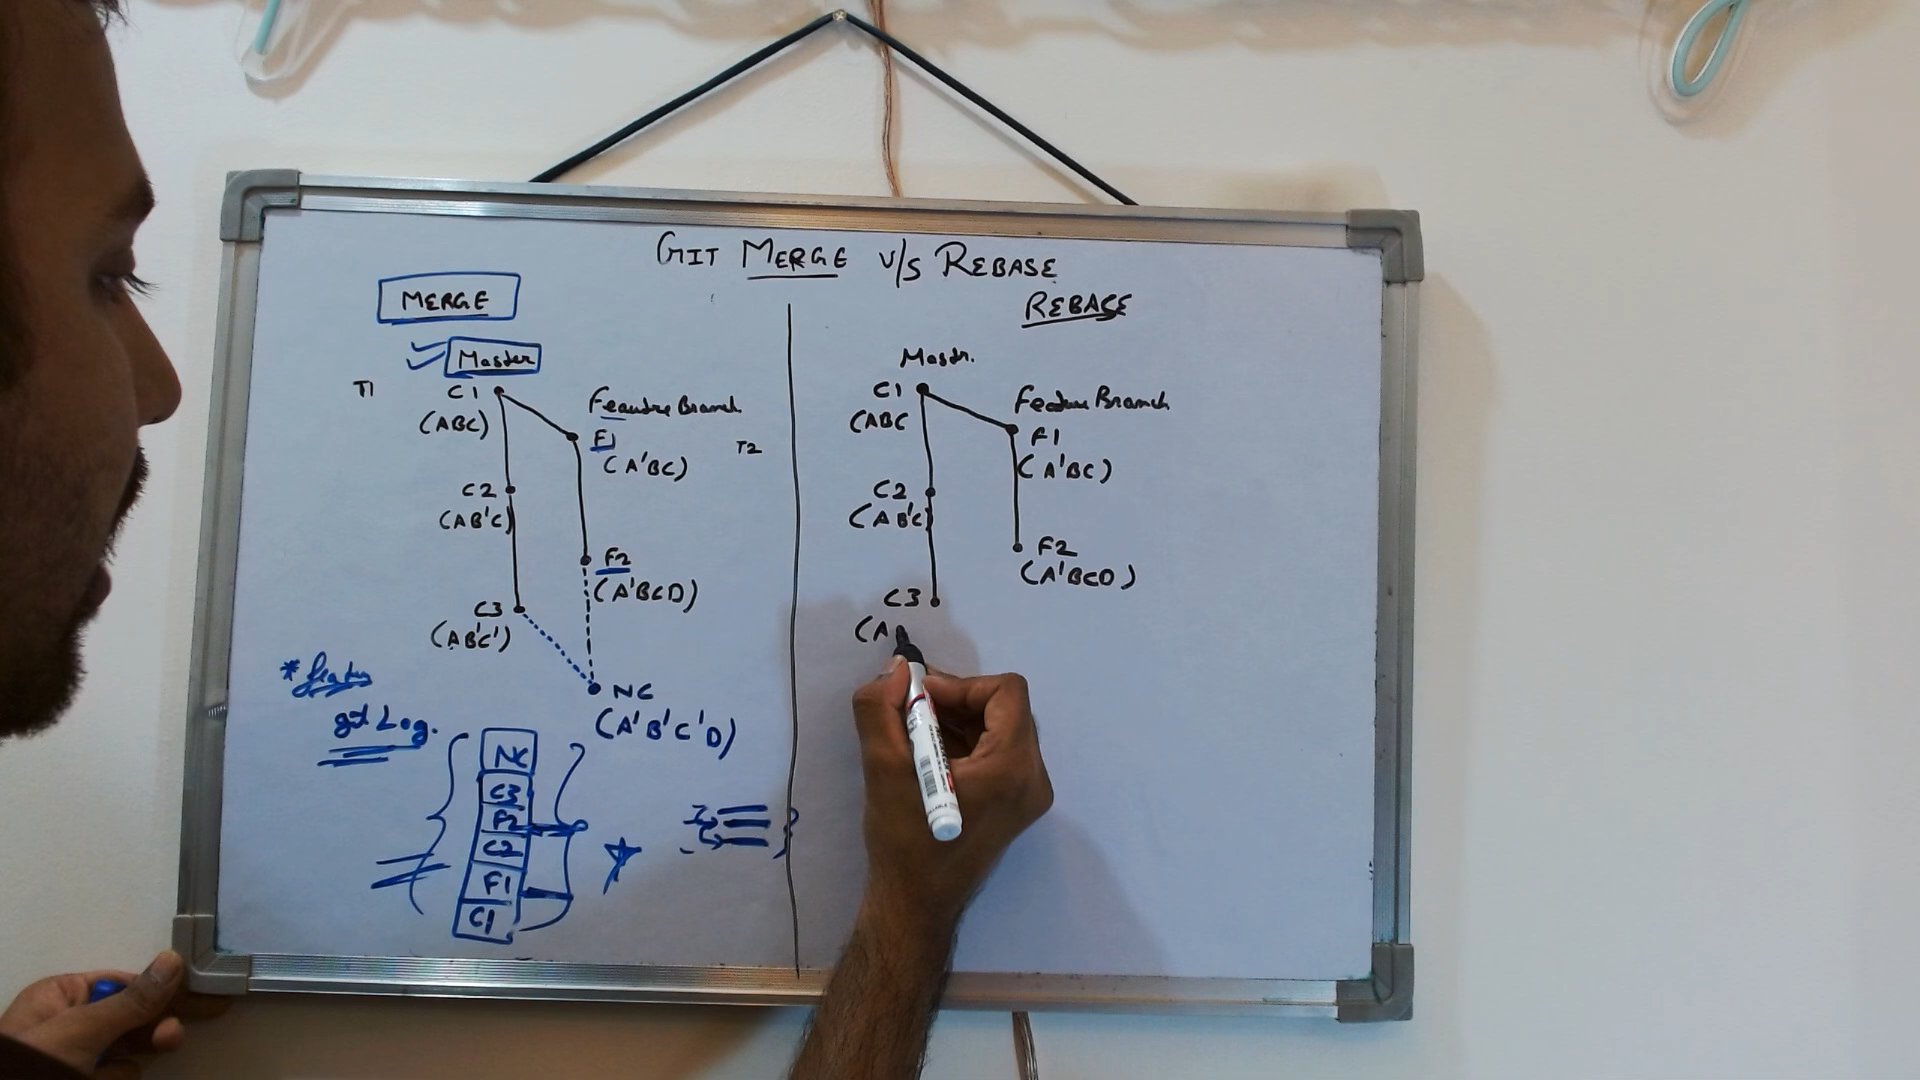 GIT MERGE V/S REBASE
MERGE
Master
T1
C1
(ABC)
Feautre Branch
F1
(A'BC)
T2
C2
(AB'C)
F2
(A'BCD)
C3
(AB'C')
NC
(A'B'C'D)
*
git Log.
NC
C3
F2
C2
F1
C1
REBASE
Mastr.
C1
(ABC
Feature Branch
F1
(A'BC)
C2
(AB'C)
F2
(A'BCD)
C3
(A